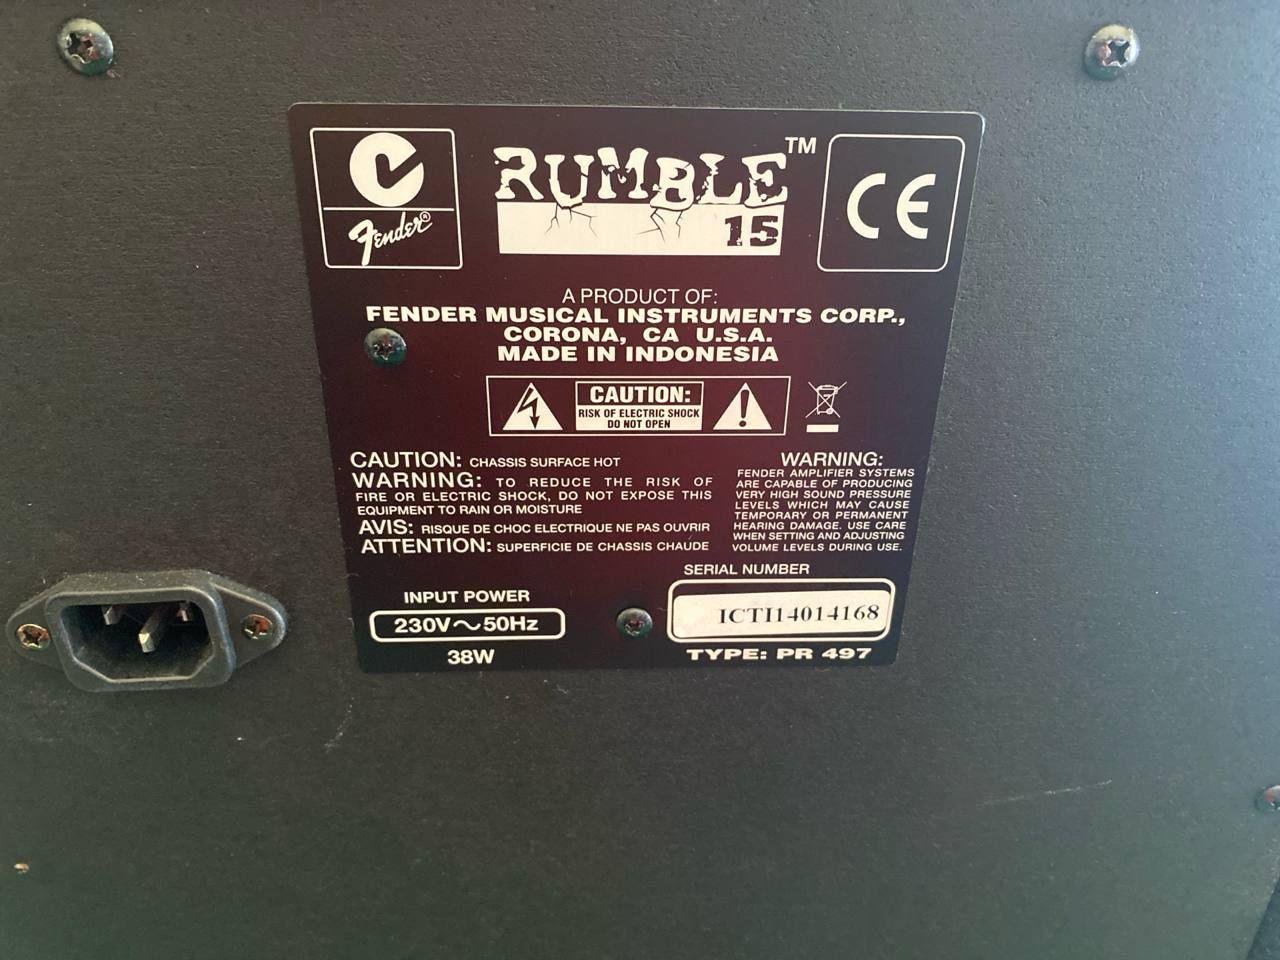 Fender®
RUMBLE™
15
CE
A PRODUCT OF:
FENDER MUSICAL INSTRUMENTS CORP.,
CORONA, CA U.S.A.
MADE IN INDONESIA
CAUTION:
RISK OF ELECTRIC SHOCK
DO NOT OPEN
CAUTION: CHASSIS SURFACE HOT
WARNING: TO REDUCE THE RISK OF
FIRE OR ELECTRIC SHOCK, DO NOT EXPOSE THIS
EQUIPMENT TO RAIN OR MOISTURE
AVIS: RISQUE DE CHOC ELECTRIQUE NE PAS OUVRIR
ATTENTION: SUPERFICIE DE CHASSIS CHAUDE
WARNING:
FENDER AMPLIFIER SYSTEMS
ARE CAPABLE OF PRODUCING
VERY HIGH SOUND PRESSURE
LEVELS WHICH MAY CAUSE
TEMPORARY OR PERMANENT
HEARING DAMAGE. USE CARE
WHEN SETTING AND ADJUSTING
VOLUME LEVELS DURING USE.
INPUT POWER
230V～50Hz
38W
SERIAL NUMBER
ICTI14014168
TYPE: PR 497